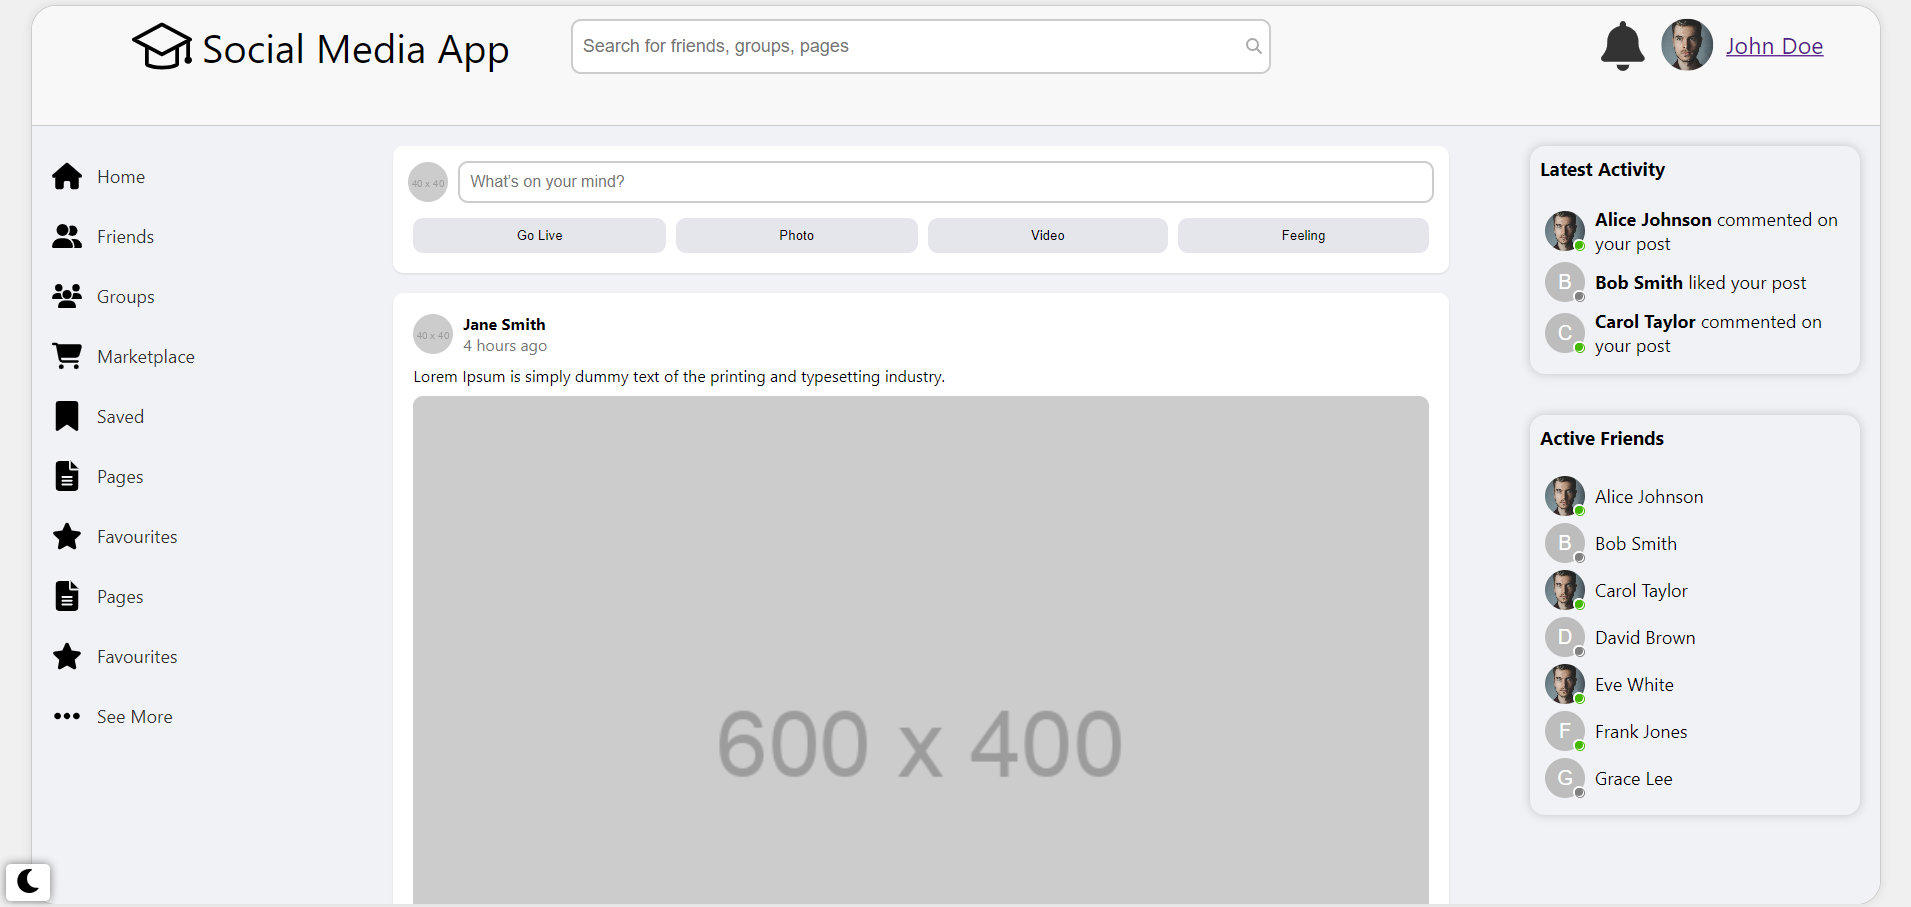 Social Media App
Search for friends, groups, pages
John Doe
Home
Friends
Groups
Marketplace
Saved
Pages
Favourites
Pages
Favourites
See More
40 x 40
What's on your mind?
Go Live
Photo
Video
Feeling
40 x 40
Jane Smith
4 hours ago
Lorem Ipsum is simply dummy text of the printing and typesetting industry.
600 x 400
Latest Activity
Alice Johnson commented on
your post
B
Bob Smith liked your post
C
Carol Taylor commented on
your post
Active Friends
Alice Johnson
B
Bob Smith
Carol Taylor
D
David Brown
Eve White
F
Frank Jones
G
Grace Lee